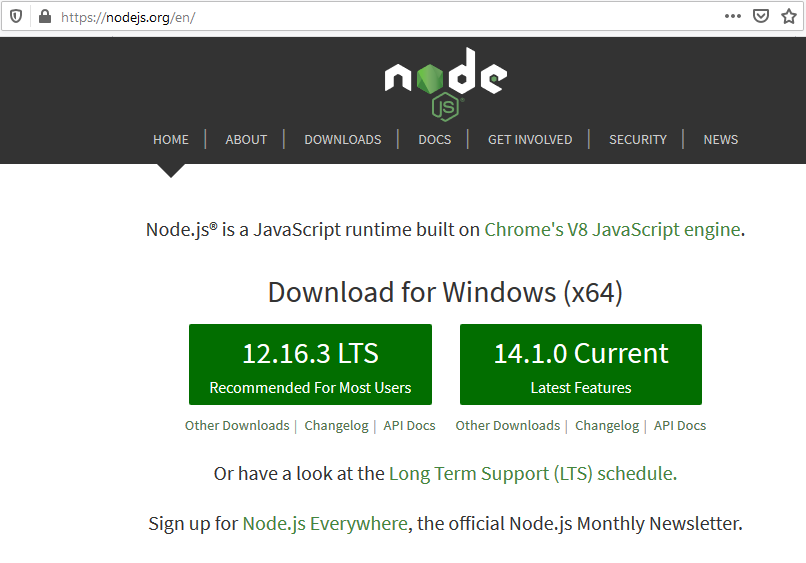 https://nodejs.org/en/
node
JS
HOME | ABOUT | DOWNLOADS | DOCS | GET INVOLVED | SECURITY | NEWS
Node.js® is a JavaScript runtime built on Chrome's V8 JavaScript engine.
Download for Windows (x64)
12.16.3 LTS
Recommended For Most Users
14.1.0 Current
Latest Features
Other Downloads | Changelog | API Docs
Other Downloads | Changelog | API Docs
Or have a look at the Long Term Support (LTS) schedule.
Sign up for Node.js Everywhere, the official Node.js Monthly Newsletter.